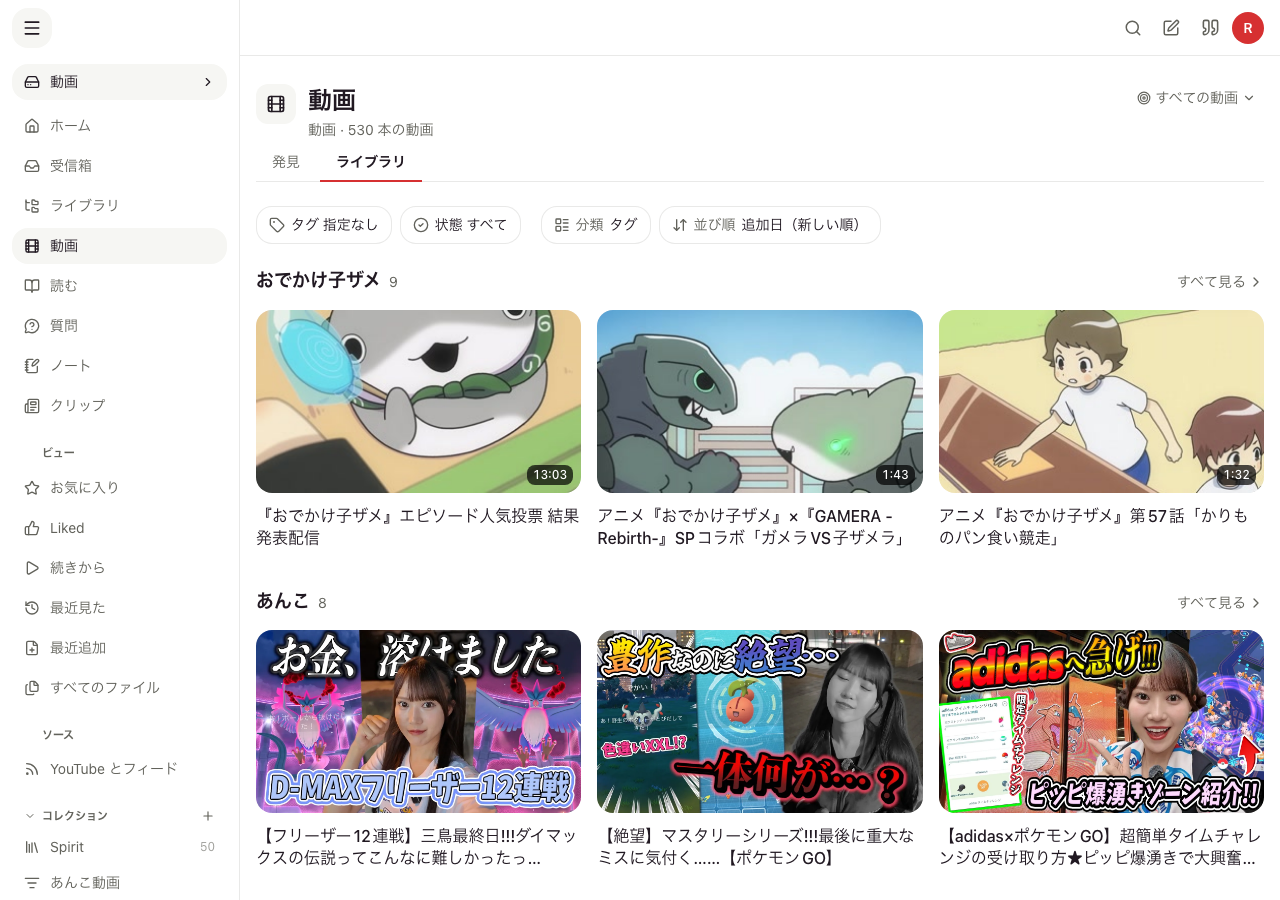 R
動画
ホーム
受信箱
ライブラリ
動画
読む
質問
ノート
クリップ
ビュー
お気に入り
Liked
続きから
最近見た
最近追加
すべてのファイル
ソース
YouTube とフィード
コレクション
Spirit 50
あんこ動画
動画
動画 · 530 本の動画
すべての動画
発見 ライブラリ
タグ 指定なし 状態 すべて 分類 タグ 並び順 追加日（新しい順）
おでかけ子ザメ 9 すべて見る
13:03
1:43
1:32
『おでかけ子ザメ』エピソード人気投票 結果
発表配信
アニメ『おでかけ子ザメ』×『GAMERA -
Rebirth-』SPコラボ「ガメラVS子ザメラ」
アニメ『おでかけ子ザメ』第57話「かりも
のパン食い競走」
あんこ 8 すべて見る
お金、溶けました
D-MAXフリーザー12連戦
豊作なのに絶望…
色違いXXL!?
一体何が…？
adidasへ急げ!!!
限定タイムチャレンジ
ピッピ爆湧きゾーン紹介!!
【フリーザー12連戦】三鳥最終日!!!ダイマッ
クスの伝説ってこんなに難しかったっ…
【絶望】マスタリーシリーズ!!!最後に重大な
ミスに気付く……【ポケモンGO】
【adidas×ポケモンGO】超簡単タイムチャレ
ンジの受け取り方★ピッピ爆湧きで大興奮…